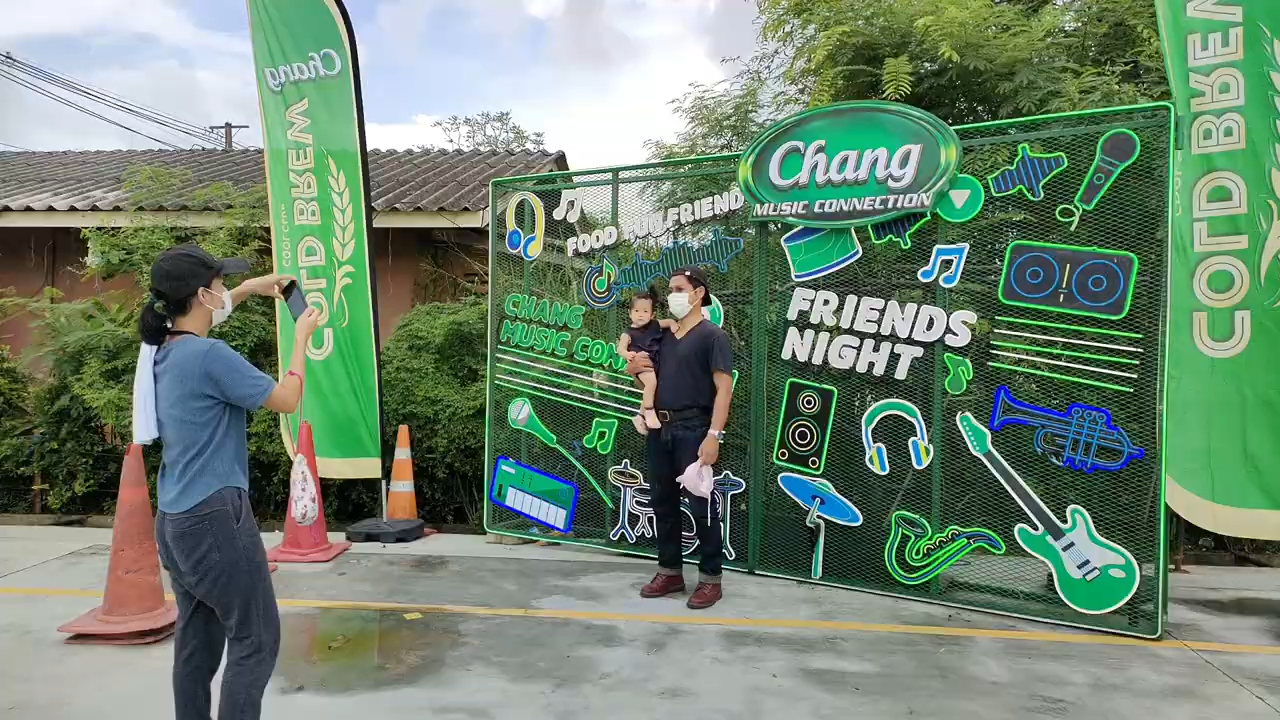 Chang
COLD BREW
Chang
MUSIC CONNECTION
FOOD FUN FRIEND
CHANG
MUSIC CON
FRIENDS
NIGHT
COLD BREW